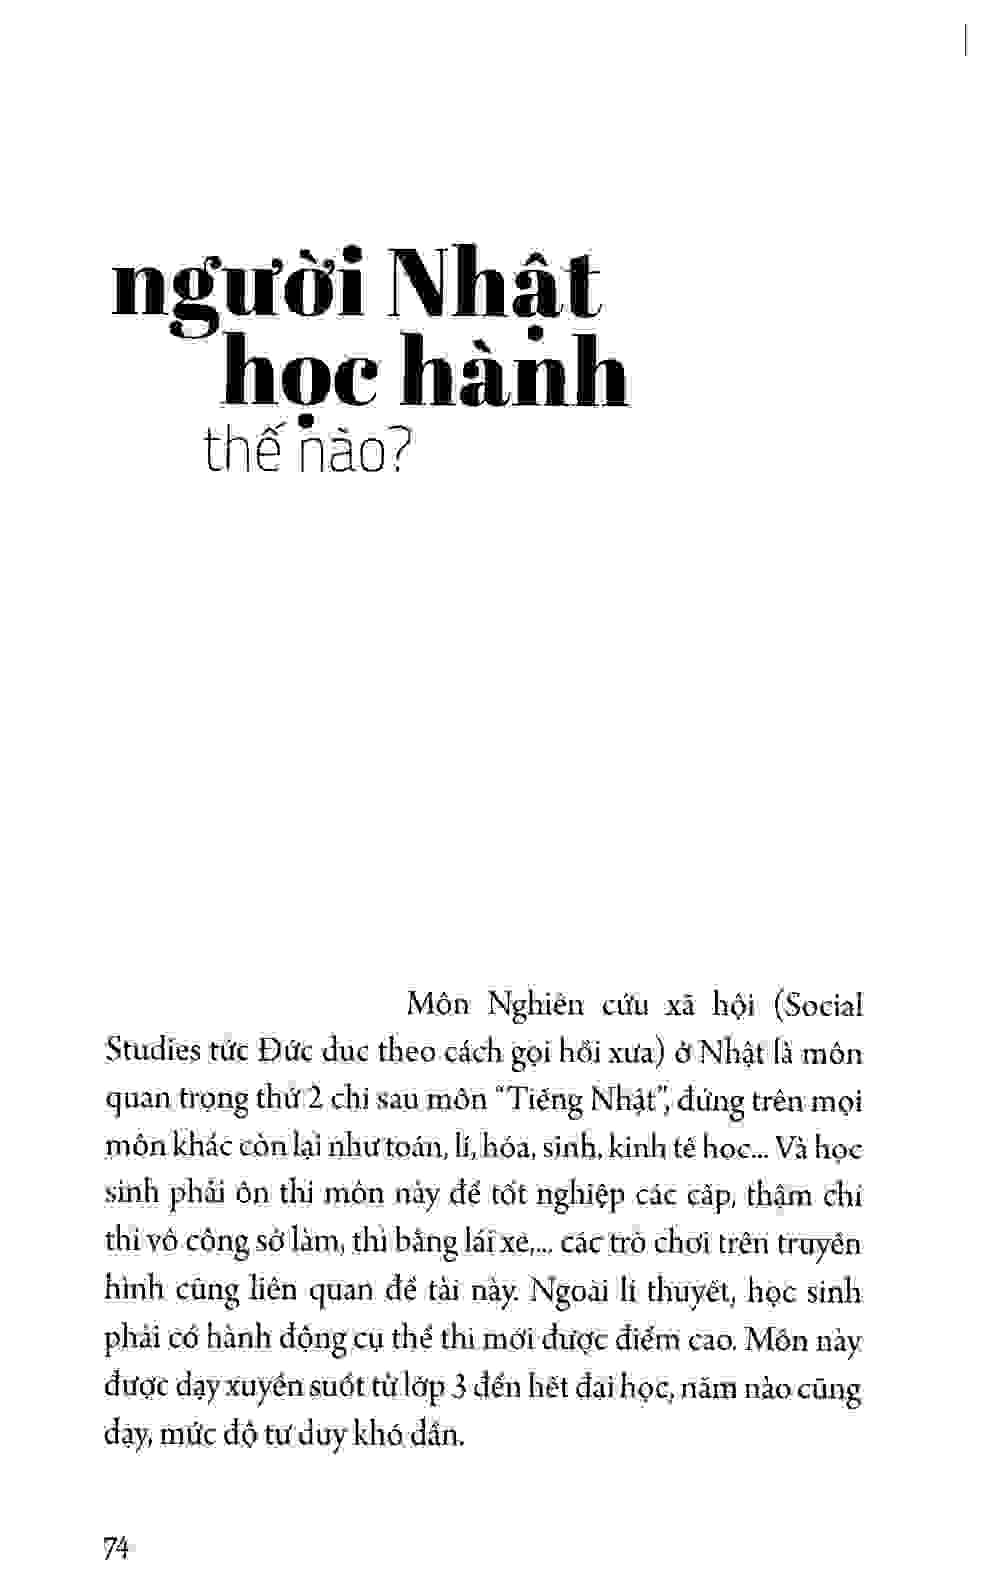 người Nhật
học hành
thế nào?
Môn Nghiên cứu xã hội (Social
Studies tức Đức dục theo cách gọi hồi xưa) ở Nhật là môn
quan trọng thứ 2 chỉ sau môn “Tiếng Nhật”, đứng trên mọi
môn khác còn lại như toán, lí, hóa, sinh, kinh tế học... Và học
sinh phải ôn thi môn này để tốt nghiệp các cấp, thậm chí
thi vô công sở làm, thi bằng lái xe,... các trò chơi trên truyền
hình cũng liên quan đề tài này. Ngoài lí thuyết, học sinh
phải có hành động cụ thể thì mới được điểm cao. Môn này
được dạy xuyên suốt từ lớp 3 đến hết đại học, năm nào cũng
dạy, mức độ tư duy khó dần.
74